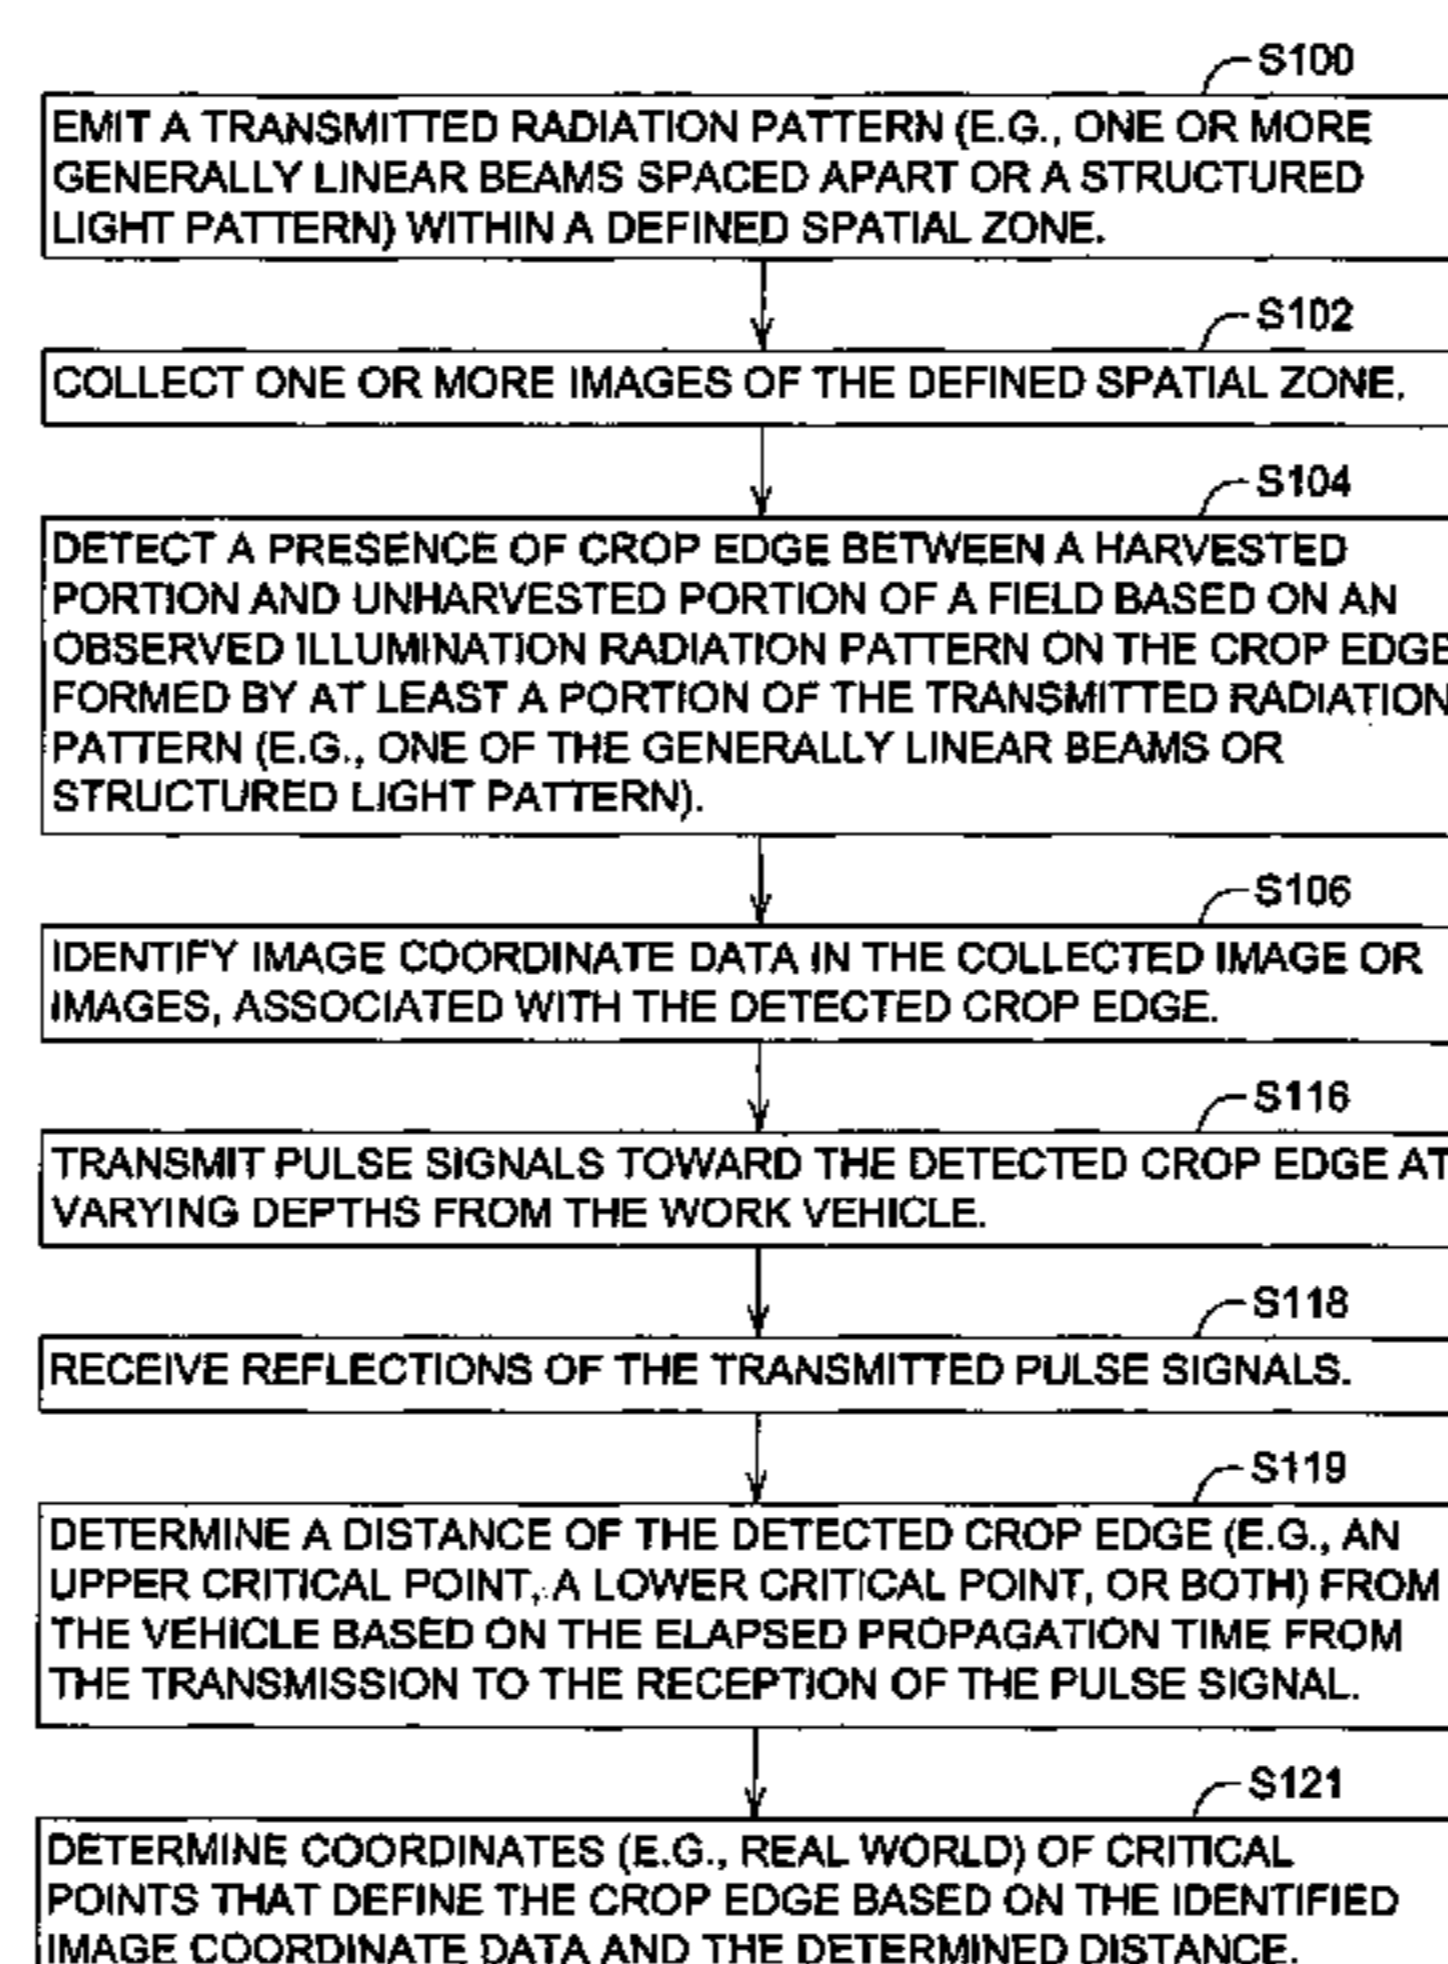 S100
EMIT A TRANSMITTED RADIATION PATTERN (E.G., ONE OR MORE
GENERALLY LINEAR BEAMS SPACED APART OR A STRUCTURED
LIGHT PATTERN) WITHIN A DEFINED SPATIAL ZONE.
S102
COLLECT ONE OR MORE IMAGES OF THE DEFINED SPATIAL ZONE.
S104
DETECT A PRESENCE OF CROP EDGE BETWEEN A HARVESTED
PORTION AND UNHARVESTED PORTION OF A FIELD BASED ON AN
OBSERVED ILLUMINATION RADIATION PATTERN ON THE CROP EDGE
FORMED BY AT LEAST A PORTION OF THE TRANSMITTED RADIATION
PATTERN (E.G., ONE OF THE GENERALLY LINEAR BEAMS OR
STRUCTURED LIGHT PATTERN).
S106
IDENTIFY IMAGE COORDINATE DATA IN THE COLLECTED IMAGE OR
IMAGES, ASSOCIATED WITH THE DETECTED CROP EDGE.
S116
TRANSMIT PULSE SIGNALS TOWARD THE DETECTED CROP EDGE AT
VARYING DEPTHS FROM THE WORK VEHICLE.
S118
RECEIVE REFLECTIONS OF THE TRANSMITTED PULSE SIGNALS.
S119
DETERMINE A DISTANCE OF THE DETECTED CROP EDGE (E.G., AN
UPPER CRITICAL POINT, A LOWER CRITICAL POINT, OR BOTH) FROM
THE VEHICLE BASED ON THE ELAPSED PROPAGATION TIME FROM
THE TRANSMISSION TO THE RECEPTION OF THE PULSE SIGNAL.
S121
DETERMINE COORDINATES (E.G., REAL WORLD) OF CRITICAL
POINTS THAT DEFINE THE CROP EDGE BASED ON THE IDENTIFIED
IMAGE COORDINATE DATA AND THE DETERMINED DISTANCE.